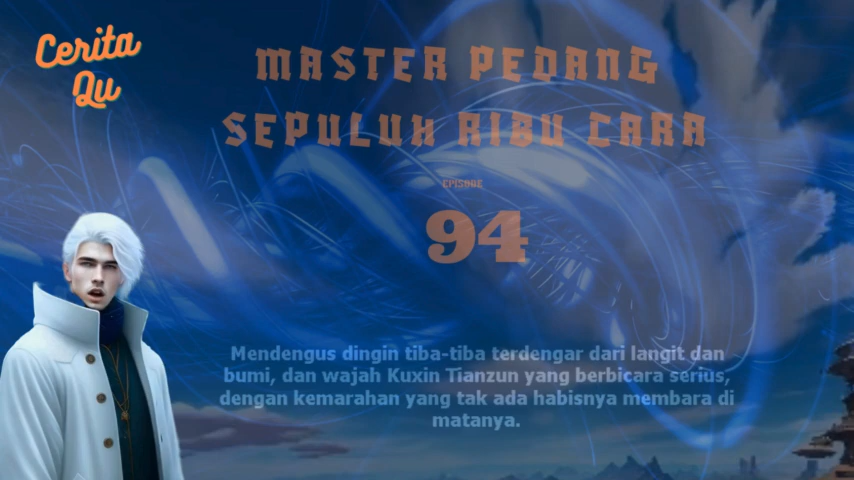 Cerita
Qu
MASTER PEDANG
SEPULUH RIBU CARA
EPISODE
94
Mendengus dingin tiba-tiba terdengar dari langit dan
bumi, dan wajah Kuxin Tianzun yang berbicara serius,
dengan kemarahan yang tak ada habisnya membara di
matanya.